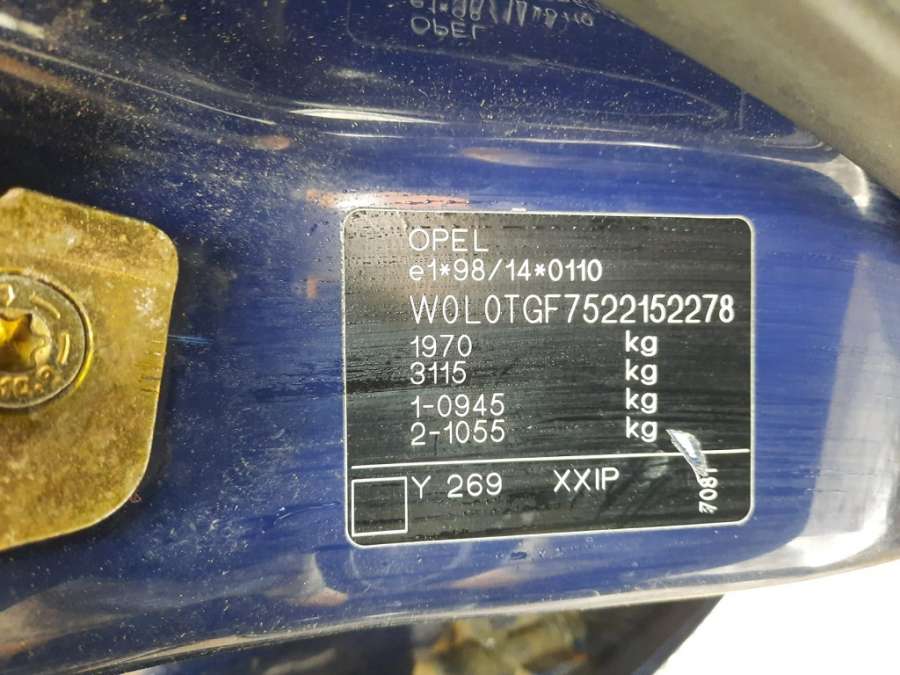 OPEL
e1*98/14*0110
W0L0TGF7522152278
1970 kg
3115 kg
1-0945 kg
2-1055 kg
Y 269 XXIP